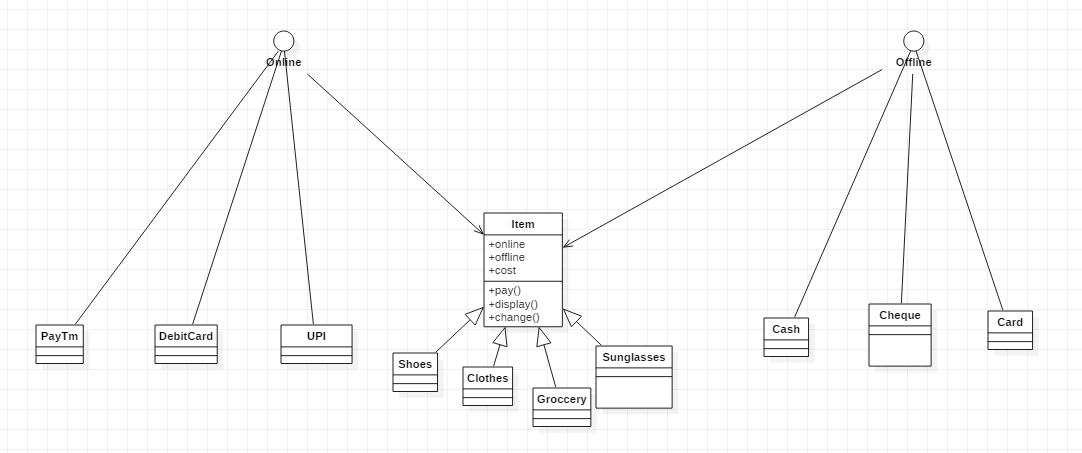 Online
Offline
Item
+online
+offline
+cost
+pay()
+display()
+change()
PayTm
DebitCard
UPI
Shoes
Clothes
Groccery
Sunglasses
Cash
Cheque
Card